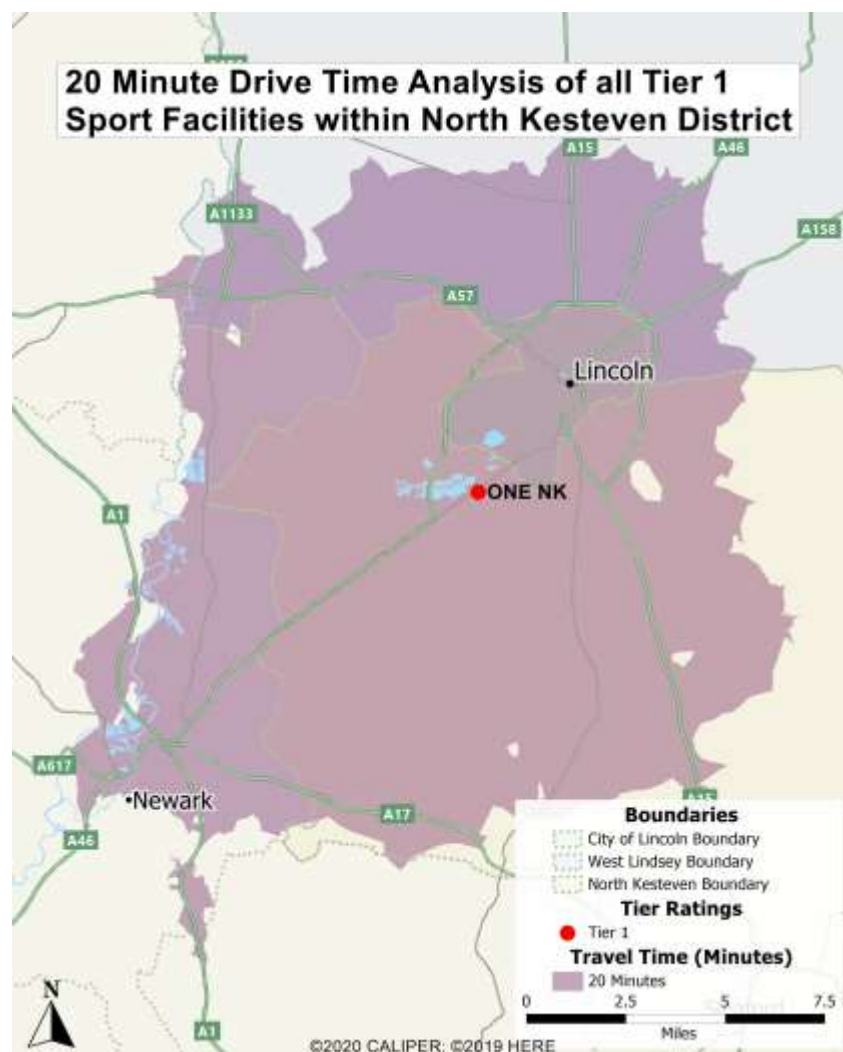 20 Minute Drive Time Analysis of all Tier 1
Sport Facilities within North Kesteven District
A15
A46
A1133
A158
A57
Lincoln
ONE NK
A1
A617
Newark
A46
A17
A15
Boundaries
City of Lincoln Boundary
West Lindsey Boundary
North Kesteven Boundary
Tier Ratings
Tier 1
Travel Time (Minutes)
20 Minutes
0 2.5 5 7.5
Miles
N
A1
©2020 CALIPER; ©2019 HERE